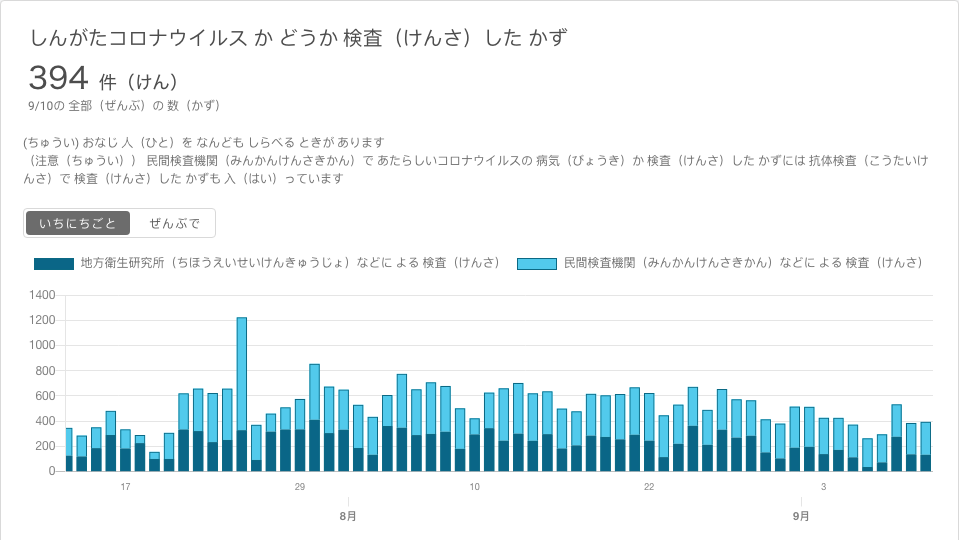 しんがたコロナウイルス か どうか 検査（けんさ）した かず
394 件（けん）
9/10の 全部（ぜんぶ）の 数（かず）
(ちゅうい) おなじ 人（ひと）を なんども しらべる ときが あります
（注意（ちゅうい）） 民間検査機関（みんかんけんさきかん）で あたらしいコロナウイルスの 病気（びょうき）か 検査（けんさ）した かずには 抗体検査（こうたいけ
んさ）で 検査（けんさ）した かずも 入（はい）っています
いちにちごと ぜんぶで
地方衛生研究所（ちほうえいせいけんきゅうじょ）などに よる 検査（けんさ） 民間検査機関（みんかんけんさきかん）などに よる 検査（けんさ）
1400
1200
1000
800
600
400
200
0
17 29 10 22 3
8月 9月